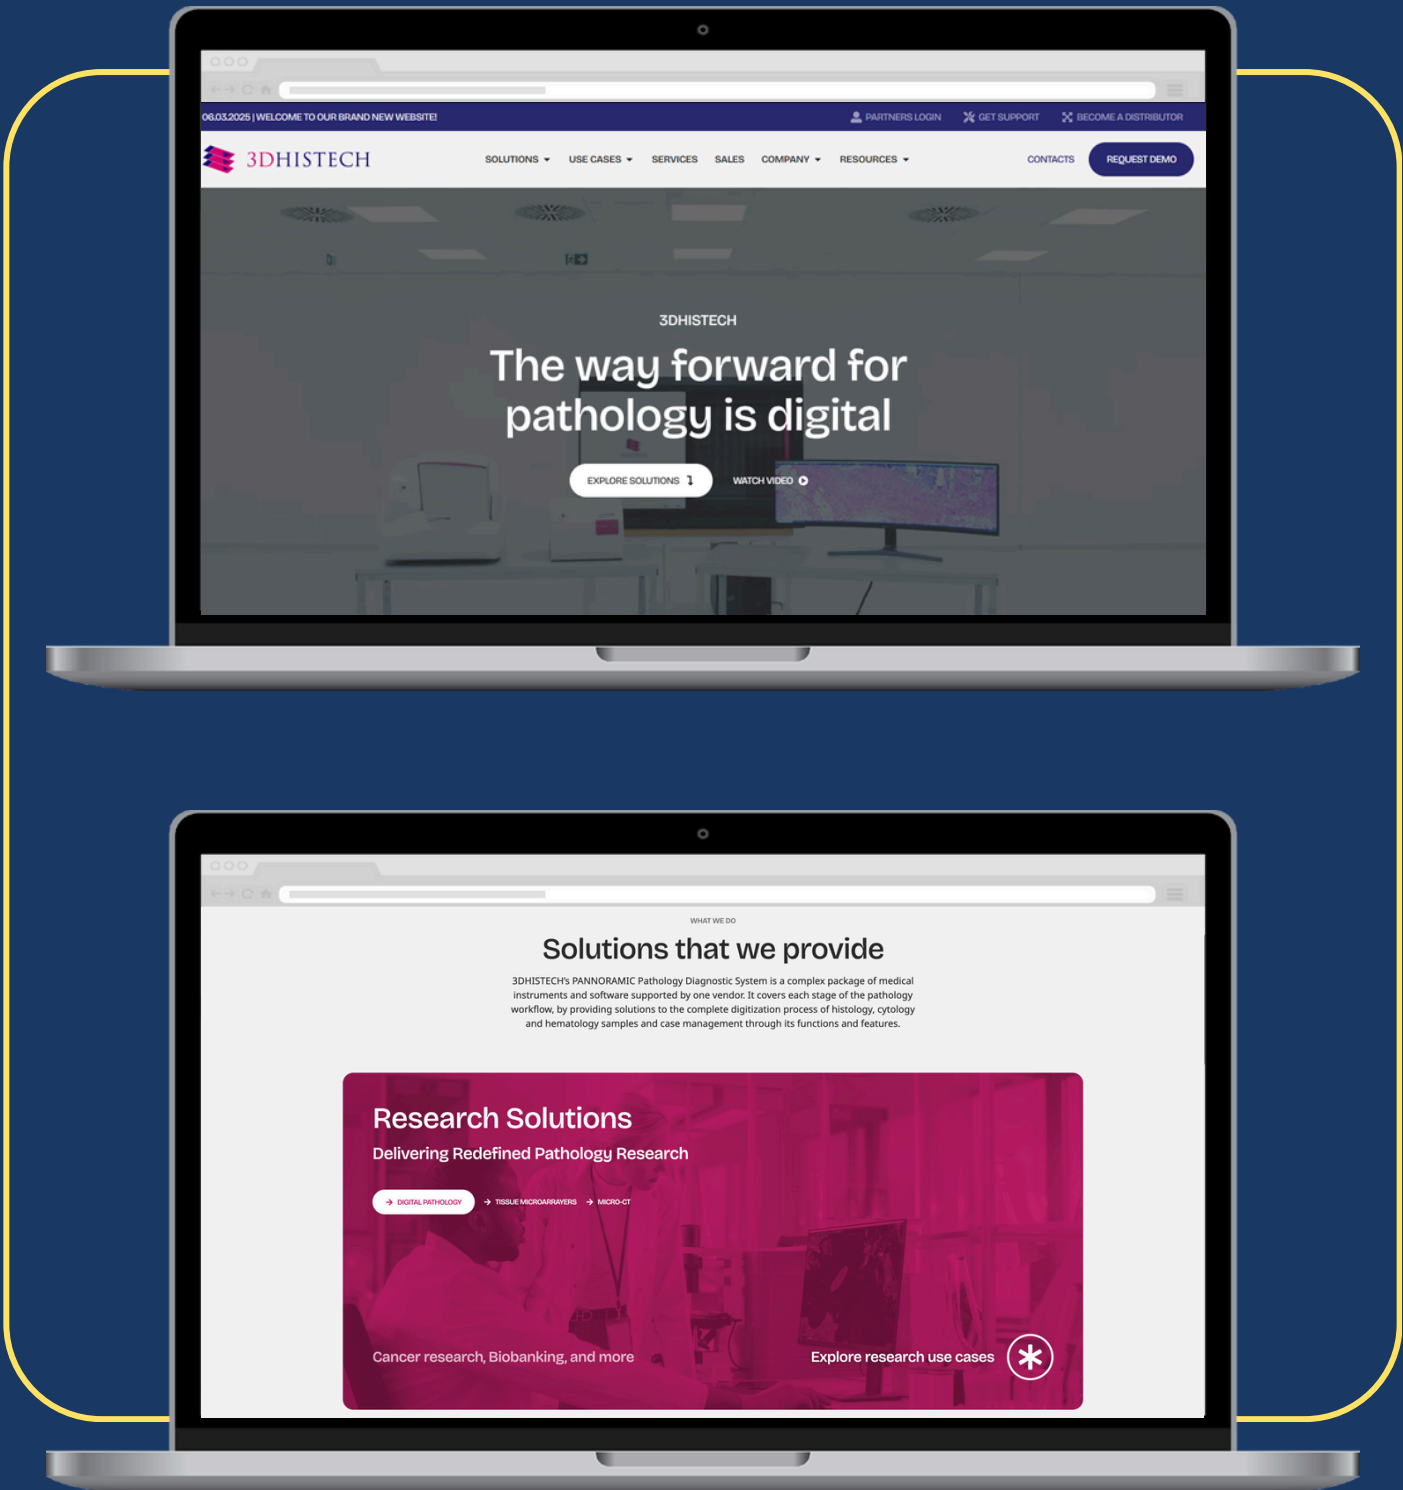 06.03.2025 | WELCOME TO OUR BRAND NEW WEBSITE!
PARTNERS LOGIN
GET SUPPORT
BECOME A DISTRIBUTOR
3DHISTECH
SOLUTIONS
USE CASES
SERVICES
SALES
COMPANY
RESOURCES
CONTACTS
REQUEST DEMO
3DHISTECH
The way forward for
pathology is digital
EXPLORE SOLUTIONS
WATCH VIDEO
WHAT WE DO
Solutions that we provide
3DHISTECH's PANNORAMIC Pathology Diagnostic System is a complex package of medical
instruments and software supported by one vendor. It covers each stage of the pathology
workflow, by providing solutions to the complete digitization process of histology, cytology
and hematology samples and case management through its functions and features.
Research Solutions
Delivering Redefined Pathology Research
DIGITAL PATHOLOGY
TISSUE MICROARRAYERS
MICRO-CT
Cancer research, Biobanking, and more
Explore research use cases